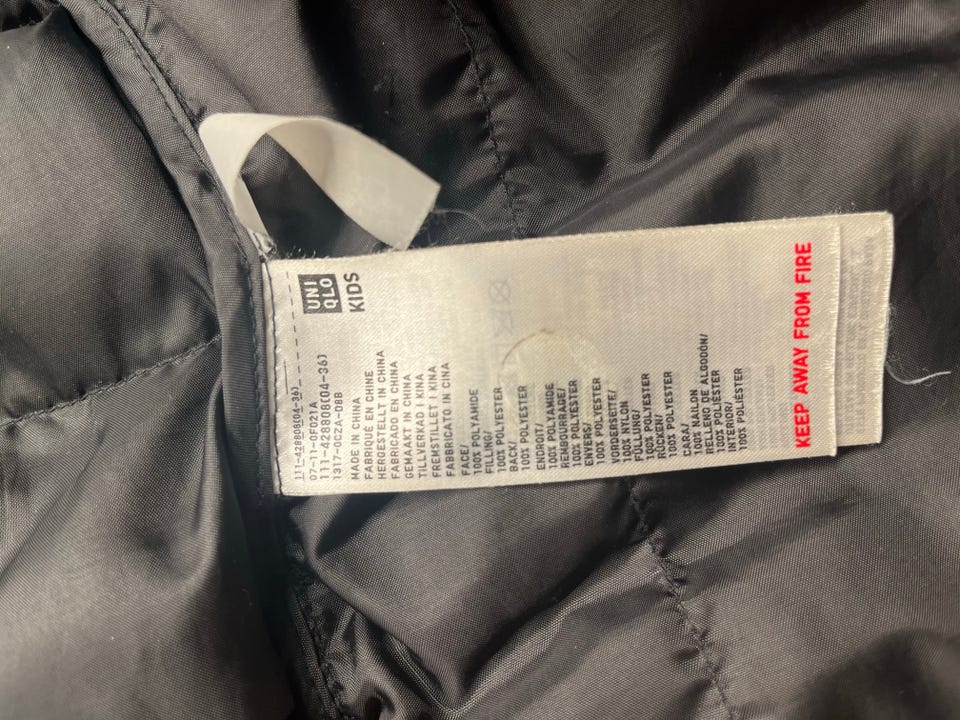 UNI
QLO
KIDS
111-428808(04-36)
07-11-0F021A
111-428808(04-36)
1317-0CZA-08B
MADE IN CHINA
FABRIQUÉ EN CHINE
HERGESTELLT IN CHINA
FABRICADO EN CHINA
GEMAAKT IN CHINA
TILLVERKAD I KINA
FREMSTILLET I KINA
FABBRICATO IN CINA
FACE/
100% POLYAMIDE
FILLING/
100% POLYESTER
BACK/
100% POLYESTER
ENDROIT/
100% POLYAMIDE
REMBOURRAGE/
100% POLYESTER
ENVERS/
100% POLYESTER
VORDERSEITE/
100% NYLON
FÜLLUNG/
100% POLYESTER
RÜCKEN/
100% POLYESTER
CARA/
100% NAILON
RELLENO DE ALGODÓN/
100% POLIÉSTER
INTERIOR/
100% POLIÉSTER
KEEP AWAY FROM FIRE